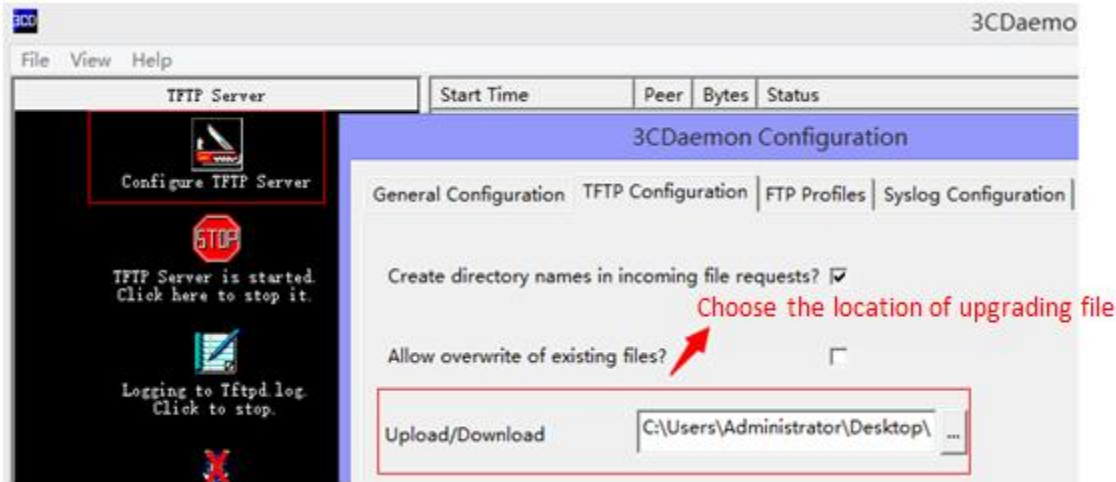 3CD
3CDaemo
File View Help
TFTP Server
Start Time Peer Bytes Status
3CDaemon Configuration
Configure TFTP Server
General Configuration TFTP Configuration FTP Profiles Syslog Configuration
STOP
TFTP Server is started.
Click here to stop it.
Create directory names in incoming file requests?
Choose the location of upgrading file
Allow overwrite of existing files?
Logging to Tftpd.log.
Click to stop.
Upload/Download C:\Users\Administrator\Desktop\ ...